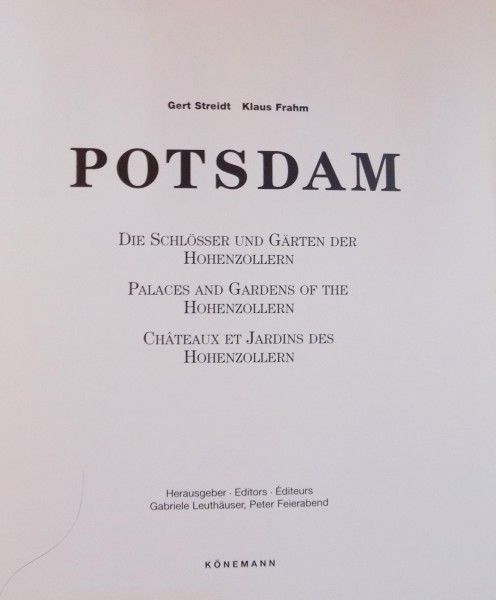 Gert Streidt Klaus Frahm
POTSDAM
DIE SCHLÖSSER UND GÄRTEN DER
HOHENZOLLERN
PALACES AND GARDENS OF THE
HOHENZOLLERN
CHÂTEAUX ET JARDINS DES
HOHENZOLLERN
Herausgeber · Editors · Éditeurs
Gabriele Leuthäuser, Peter Feierabend
KÖNEMANN